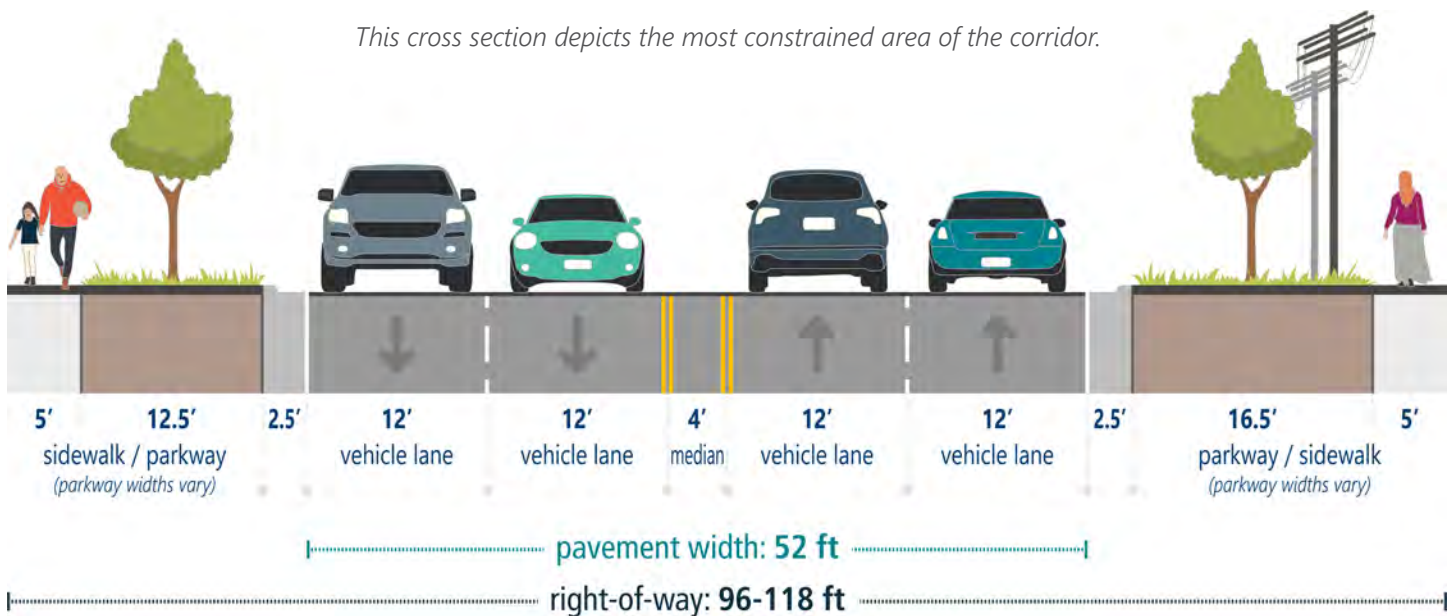 This cross section depicts the most constrained area of the corridor.
5′ 12.5′ 2.5′ 12′ 12′ 4′ 12′ 12′ 2.5′ 16.5′ 5′
sidewalk / parkway vehicle lane vehicle lane median vehicle lane vehicle lane parkway / sidewalk
(parkway widths vary) (parkway widths vary)
pavement width: 52 ft
right-of-way: 96-118 ft